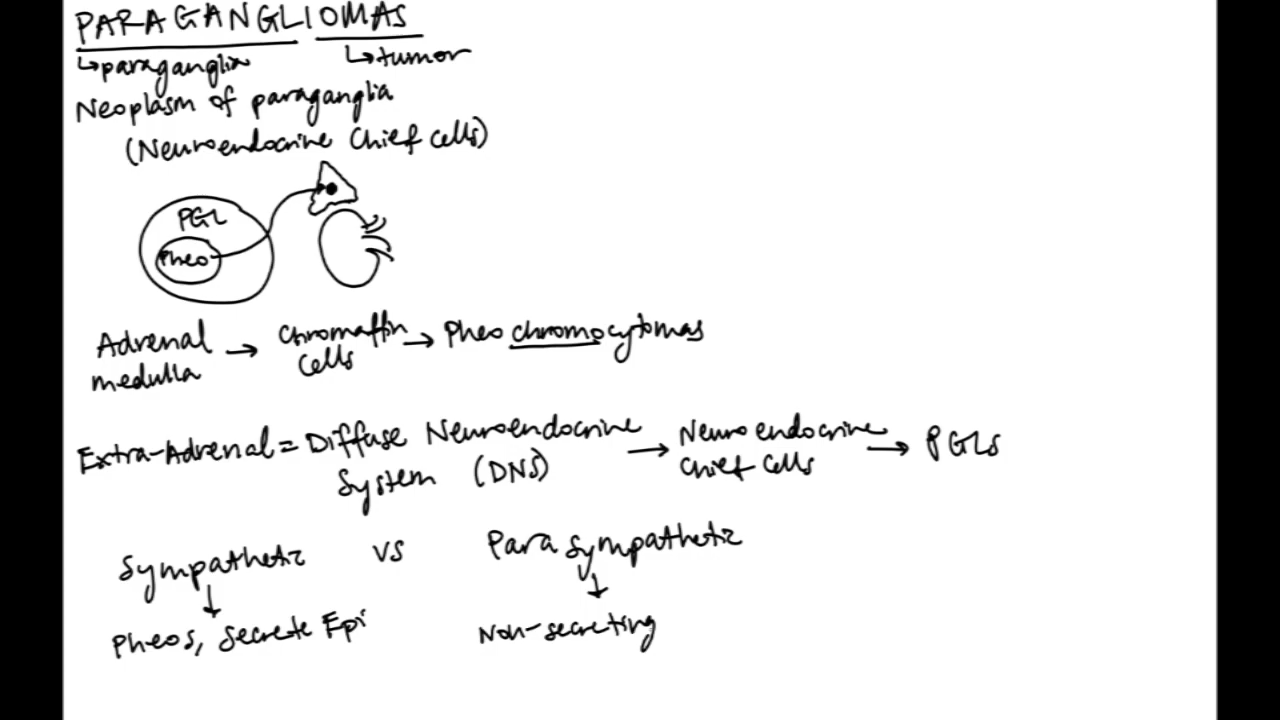 PARAGANGLIOMAS
↳paraganglia ↳tumor
Neoplasm of paraganglia
(Neuroendocrine Chief cells)
PGL
Pheo
Adrenal medulla → Chromaffin cells → Pheochromocytomas
Extra-Adrenal = Diffuse Neuroendocrine System (DNS) → Neuroendocrine chief cells → PGLs
Sympathetic vs Parasympathetic
↓ ↓
Pheos, secrete Epi Non-secreting